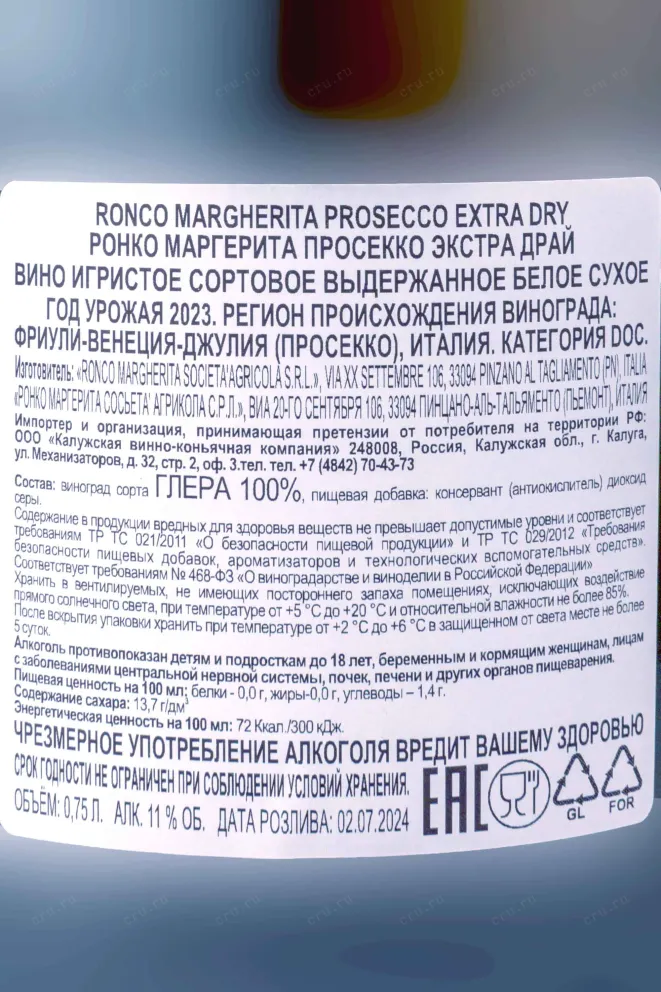 RONCO MARGHERITA PROSECCO EXTRA DRY
РОНКО МАРГЕРИТА ПРОСЕККО ЭКСТРА ДРАЙ
ВИНО ИГРИСТОЕ СОРТОВОЕ ВЫДЕРЖАННОЕ БЕЛОЕ СУХОЕ
ГОД УРОЖАЯ 2023. РЕГИОН ПРОИСХОЖДЕНИЯ ВИНОГРАДА:
ФРИУЛИ-ВЕНЕЦИЯ-ДЖУЛИЯ (ПРОСЕККО), ИТАЛИЯ. КАТЕГОРИЯ DOC.
Изготовитель: «RONCO MARGHERITA SOCIETA'AGRICOLA S.R.L.», VIA XX SETTEMBRE 106, 33094 PINZANO AL TAGLIAMENTO (PN), ITALIA
«РОНКО МАРГЕРИТА СОСЬЕТА' АГРИКОЛА С.Р.Л.», ВИА 20-ГО СЕНТЯБРЯ 106, 33094 ПИНЦАНО-АЛЬ-ТАЛЬЯМЕНТО (ПЬЕМОНТ), ИТАЛИЯ
Импортер и организация, принимающая претензии от потребителя на территории РФ:
ООО «Калужская винно-коньячная компания» 248008, Россия, Калужская обл., г. Калуга,
ул. Механизаторов, д. 32, стр. 2, оф. 3.тел. тел. +7 (4842) 70-43-73
Состав: виноград сорта ГЛЕРА 100%, пищевая добавка: консервант (антиокислитель) диоксид
серы.
Содержание в продукции вредных для здоровья веществ не превышает допустимые уровни и соответствует
требованиям ТР ТС 021/2011 «О безопасности пищевой продукции» и ТР ТС 029/2012 «Требования
безопасности пищевых добавок, ароматизаторов и технологических вспомогательных средств».
Соответствует требованиям № 468-ФЗ «О виноградарстве и виноделии в Российской Федерации»
Хранить в вентилируемых, не имеющих постороннего запаха помещениях, исключающих воздействие
прямого солнечного света, при температуре от +5 °С до +20 °С и относительной влажности не более 85%.
После вскрытия упаковки хранить при температуре от +2 °С до +6 °С в защищенном от света месте не более
5 суток.
Алкоголь противопоказан детям и подросткам до 18 лет, беременным и кормящим женщинам, лицам
с заболеваниями центральной нервной системы, почек, печени и других органов пищеварения.
Пищевая ценность на 100 мл: белки - 0,0 г, жиры-0,0 г, углеводы – 1,4 г.
Содержание сахара: 13,7 г/дм³
Энергетическая ценность на 100 мл: 72 Ккал./300 кДж.
ЧРЕЗМЕРНОЕ УПОТРЕБЛЕНИЕ АЛКОГОЛЯ ВРЕДИТ ВАШЕМУ ЗДОРОВЬЮ
СРОК ГОДНОСТИ НЕ ОГРАНИЧЕН ПРИ СОБЛЮДЕНИИ УСЛОВИЙ ХРАНЕНИЯ.
ОБЪЁМ: 0,75 Л. АЛК. 11 % ОБ. ДАТА РОЗЛИВА: 02.07.2024
EAC
GL FOR
cru.ru